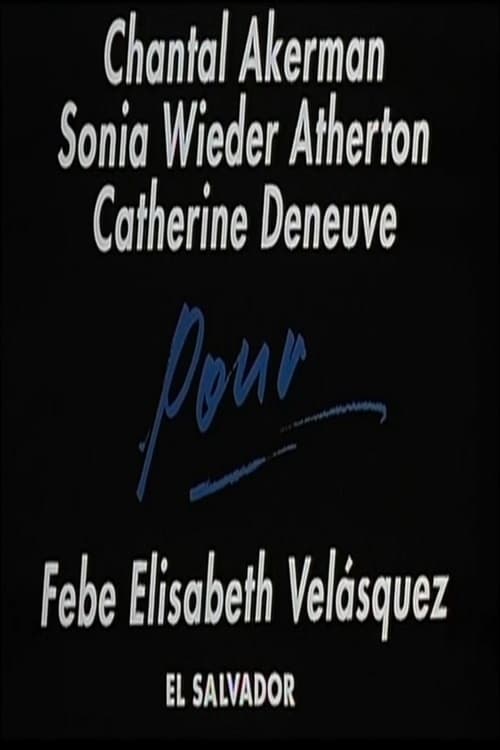 Chantal Akerman
Sonia Wieder Atherton
Catherine Deneuve
Pour
Febe Elisabeth Velásquez
EL SALVADOR